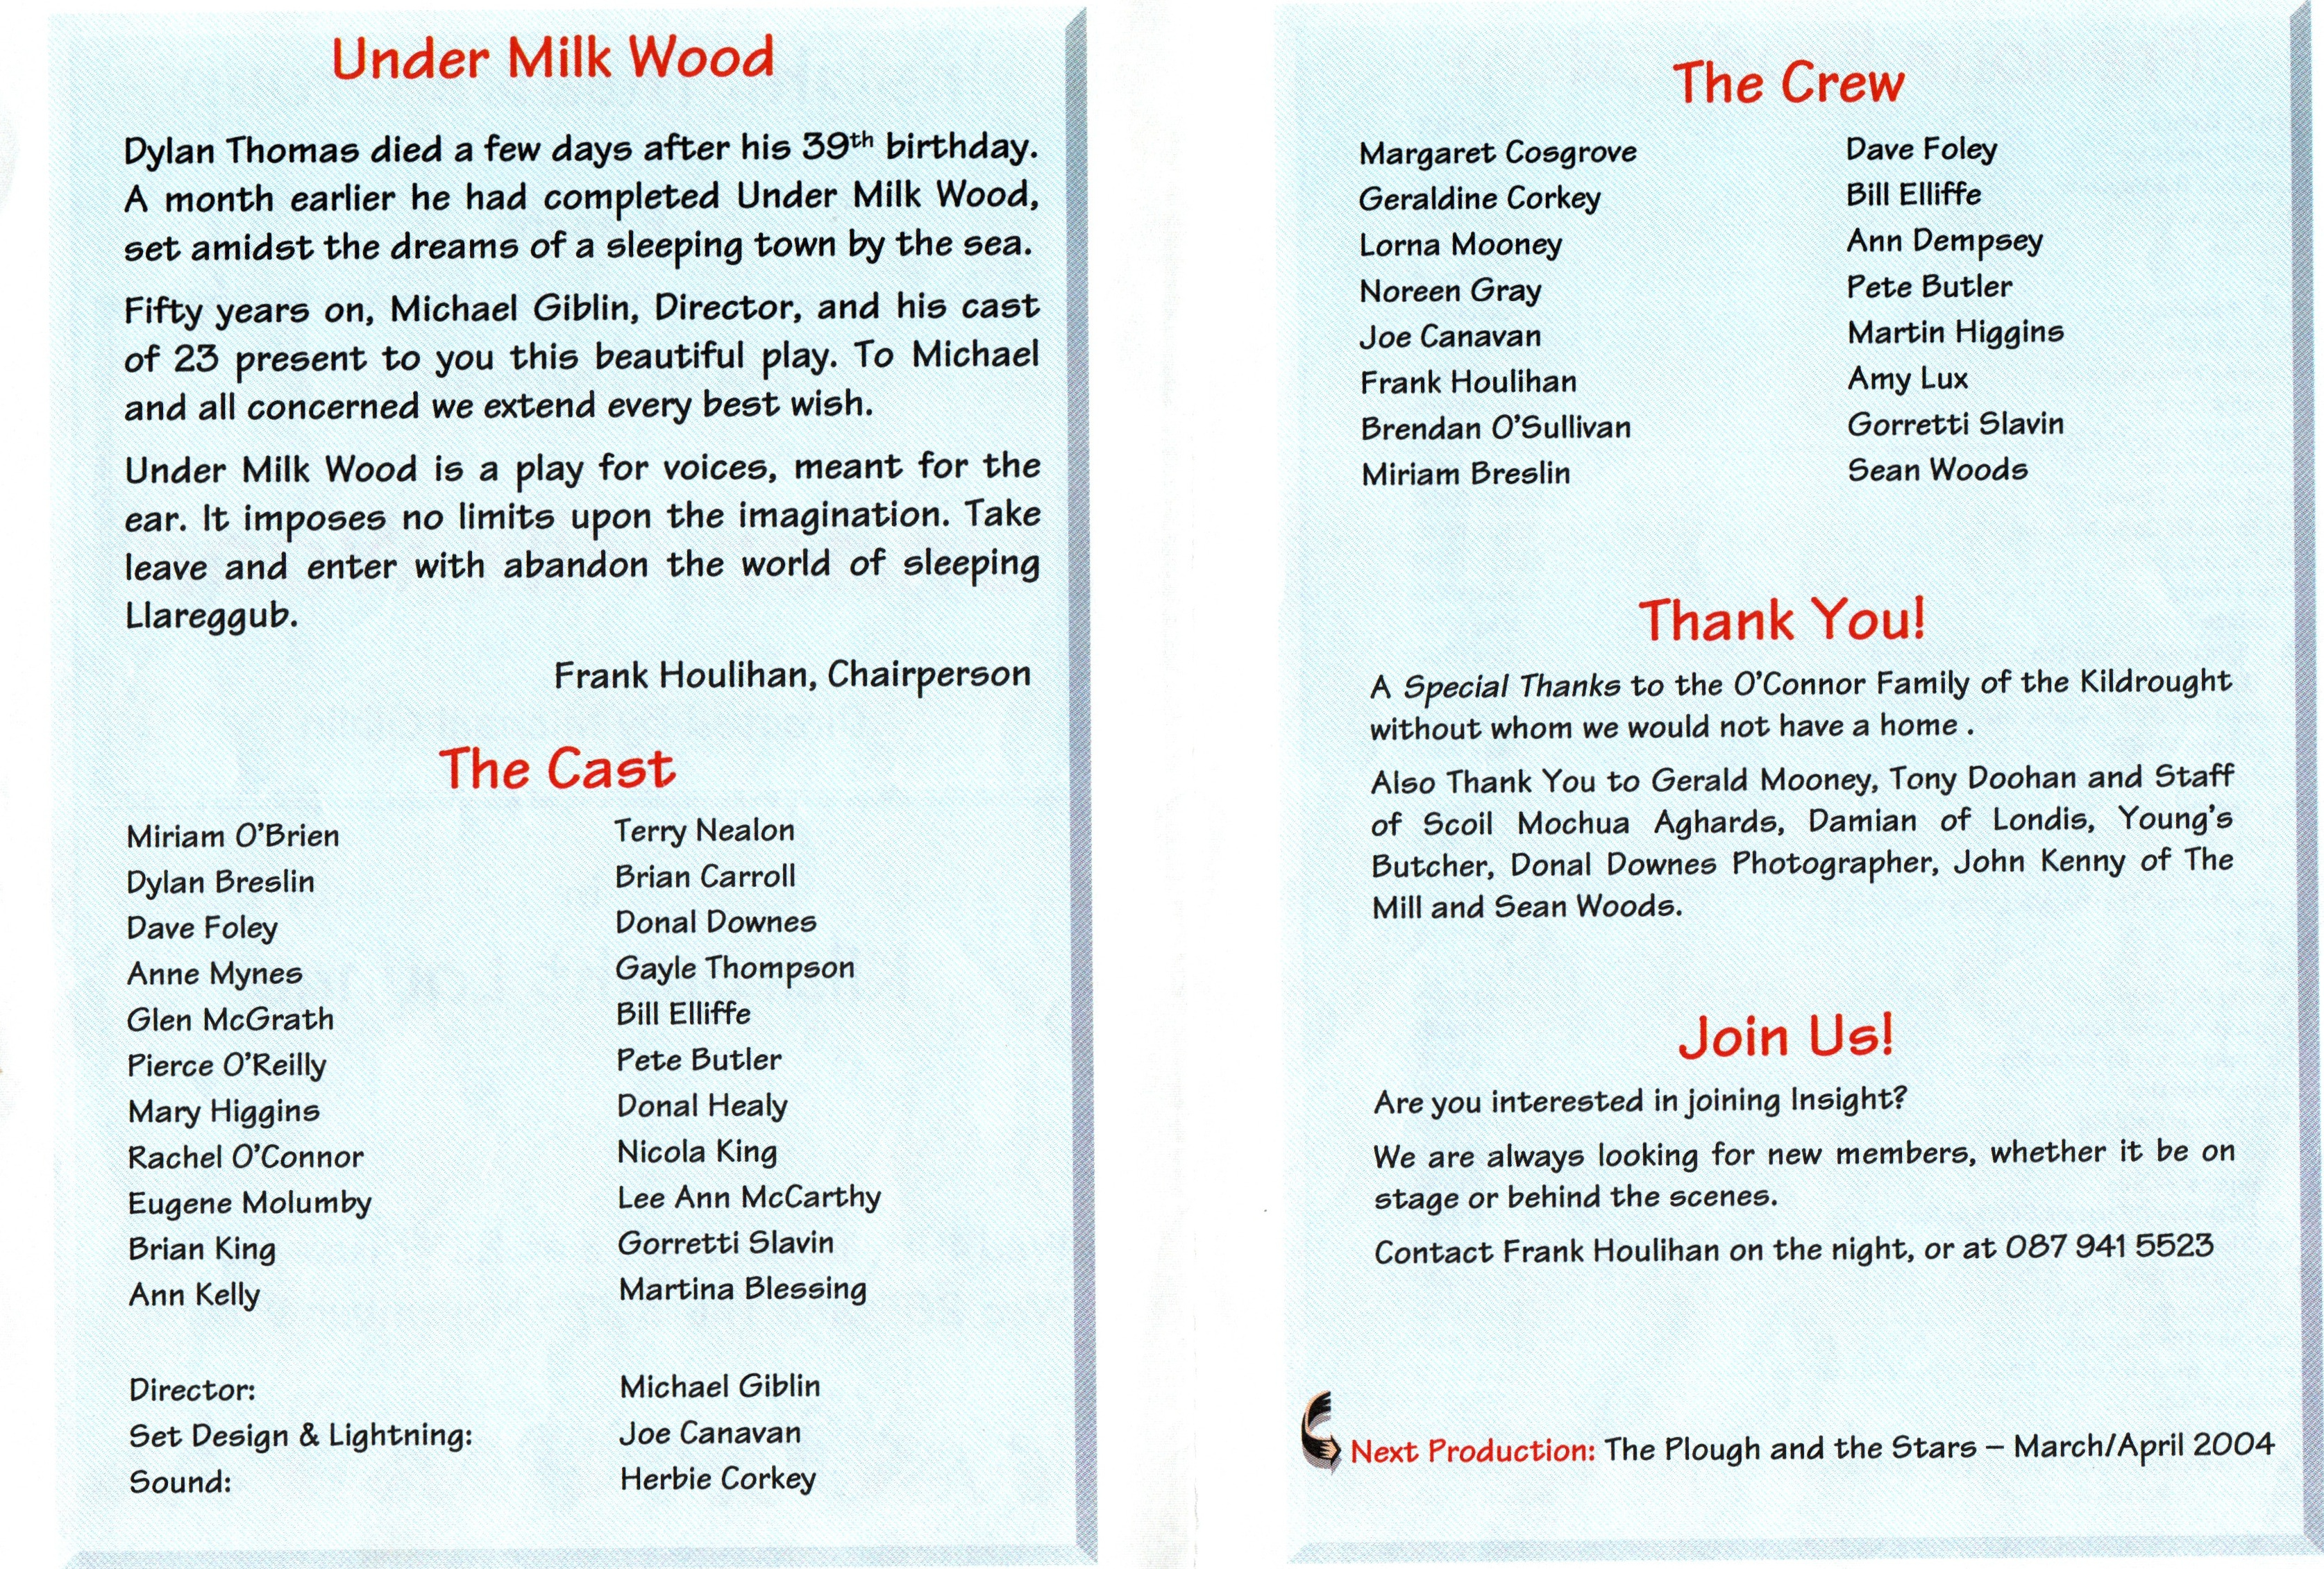 Under Milk Wood
Dylan Thomas died a few days after his 39th birthday.
A month earlier he had completed Under Milk Wood,
set amidst the dreams of a sleeping town by the sea.
Fifty years on, Michael Giblin, Director, and his cast
of 23 present to you this beautiful play. To Michael
and all concerned we extend every best wish.
Under Milk Wood is a play for voices, meant for the
ear. It imposes no limits upon the imagination. Take
leave and enter with abandon the world of sleeping
Llareggub.
Frank Houlihan, Chairperson
The Cast
Miriam O'Brien
Dylan Breslin
Dave Foley
Anne Mynes
Glen McGrath
Pierce O'Reilly
Mary Higgins
Rachel O'Connor
Eugene Molumby
Brian King
Ann Kelly
Terry Nealon
Brian Carroll
Donal Downes
Gayle Thompson
Bill Elliffe
Pete Butler
Donal Healy
Nicola King
Lee Ann McCarthy
Gorretti Slavin
Martina Blessing
Director: Michael Giblin
Set Design & Lightning: Joe Canavan
Sound: Herbie Corkey
The Crew
Margaret Cosgrove
Geraldine Corkey
Lorna Mooney
Noreen Gray
Joe Canavan
Frank Houlihan
Brendan O'Sullivan
Miriam Breslin
Dave Foley
Bill Elliffe
Ann Dempsey
Pete Butler
Martin Higgins
Amy Lux
Gorretti Slavin
Sean Woods
Thank You!
A Special Thanks to the O'Connor Family of the Kildrought
without whom we would not have a home .
Also Thank You to Gerald Mooney, Tony Doohan and Staff
of Scoil Mochua Aghards, Damian of Londis, Young's
Butcher, Donal Downes Photographer, John Kenny of The
Mill and Sean Woods.
Join Us!
Are you interested in joining Insight?
We are always looking for new members, whether it be on
stage or behind the scenes.
Contact Frank Houlihan on the night, or at 087 941 5523
Next Production: The Plough and the Stars – March/April 2004